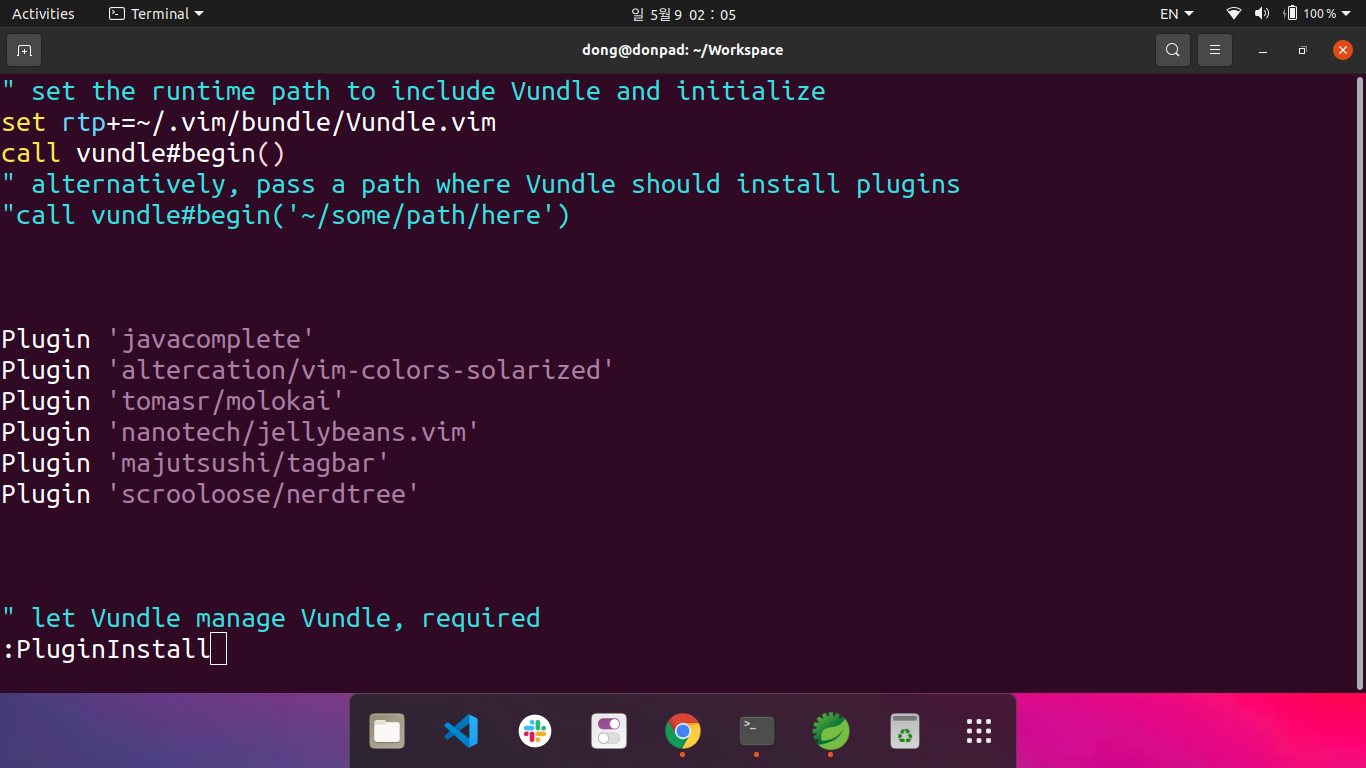 Activities Terminal 일 5월 9 02 : 05 EN 100 %
dong@donpad: ~/Workspace
" set the runtime path to include Vundle and initialize
set rtp+=~/.vim/bundle/Vundle.vim
call vundle#begin()
" alternatively, pass a path where Vundle should install plugins
"call vundle#begin('~/some/path/here')
Plugin 'javacomplete'
Plugin 'altercation/vim-colors-solarized'
Plugin 'tomasr/molokai'
Plugin 'nanotech/jellybeans.vim'
Plugin 'majutsushi/tagbar'
Plugin 'scrooloose/nerdtree'
" let Vundle manage Vundle, required
:PluginInstall